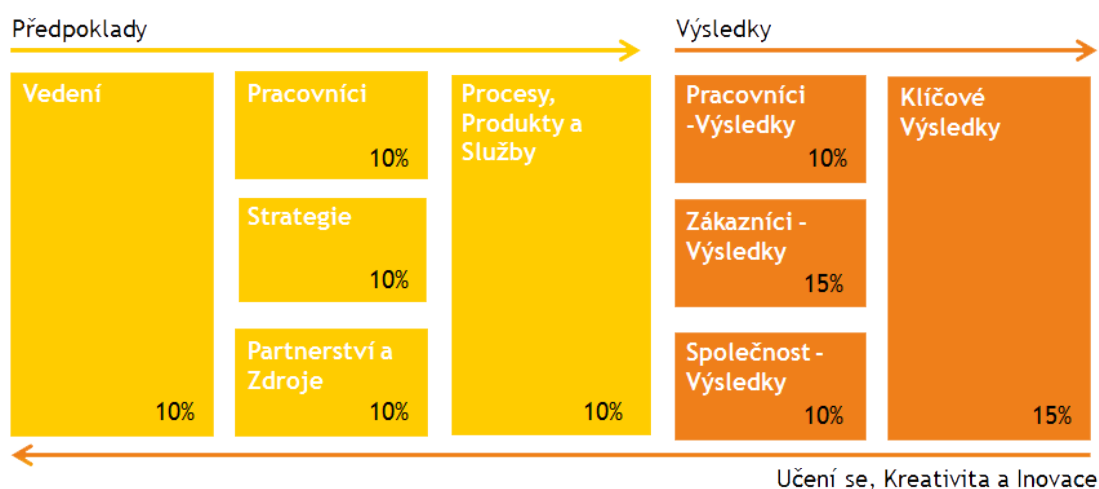 Předpoklady
Výsledky
Vedení
10%
Pracovníci
10%
Strategie
10%
Partnerství a
Zdroje
10%
Procesy,
Produkty a
Služby
10%
Pracovníci
-Výsledky
10%
Zákazníci -
Výsledky
15%
Společnost -
Výsledky
10%
Klíčové
Výsledky
15%
Učení se, Kreativita a Inovace